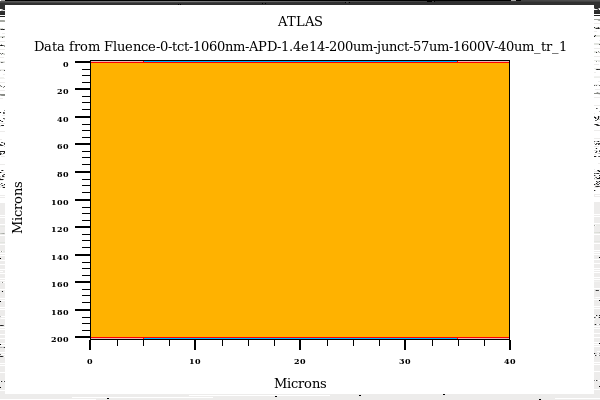 ATLAS
Data from Fluence-0-tct-1060nm-APD-1.4e14-200um-junct-57um-1600V-40um_tr_1
Microns
0
20
40
60
80
100
120
140
160
180
200
0 10 20 30 40
Microns